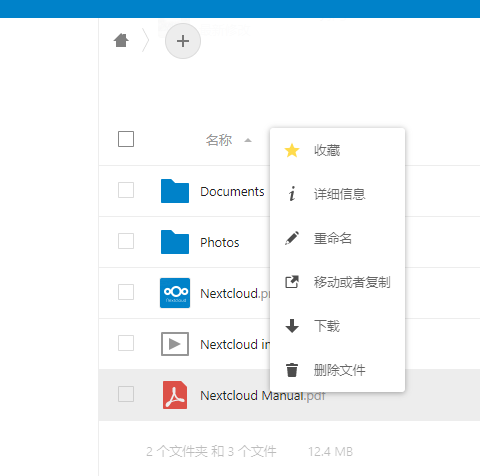 名称
Documents
Photos
Nextcloud.p
Nextcloud
Nextcloud in
Nextcloud Manual.pdf
收藏
详细信息
重命名
移动或者复制
下载
删除文件
2 个文件夹 和 3 个文件 12.4 MB